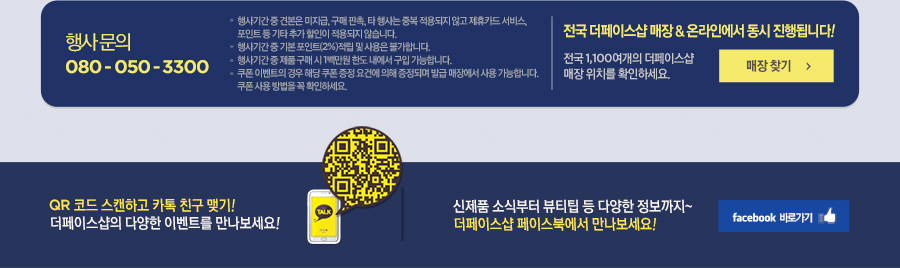 행사 문의
080 - 050 - 3300
행사기간 중 견본은 미지급, 구매 판촉, 타 행사는 중복 적용되지 않고 제휴카드 서비스,
포인트 등 기타 추가 할인이 적용되지 않습니다.
행사기간 중 기본 포인트(2%)적립 및 사용은 불가합니다.
행사기간 중 제품 구매 시 1백만원 한도 내에서 구입 가능합니다.
쿠폰 이벤트의 경우 해당 쿠폰 증정 요건에 의해 증정되며 발급 매장에서 사용 가능합니다.
쿠폰 사용 방법을 꼭 확인하세요.
전국 더페이스샵 매장 & 온라인에서 동시 진행됩니다!
전국 1,100여개의 더페이스샵
매장 위치를 확인하세요.
매장 찾기 >
QR 코드 스캔하고 카톡 친구 맺기!
더페이스샵의 다양한 이벤트를 만나보세요!
TALK
신제품 소식부터 뷰티팁 등 다양한 정보까지~
더페이스샵 페이스북에서 만나보세요!
facebook 바로가기